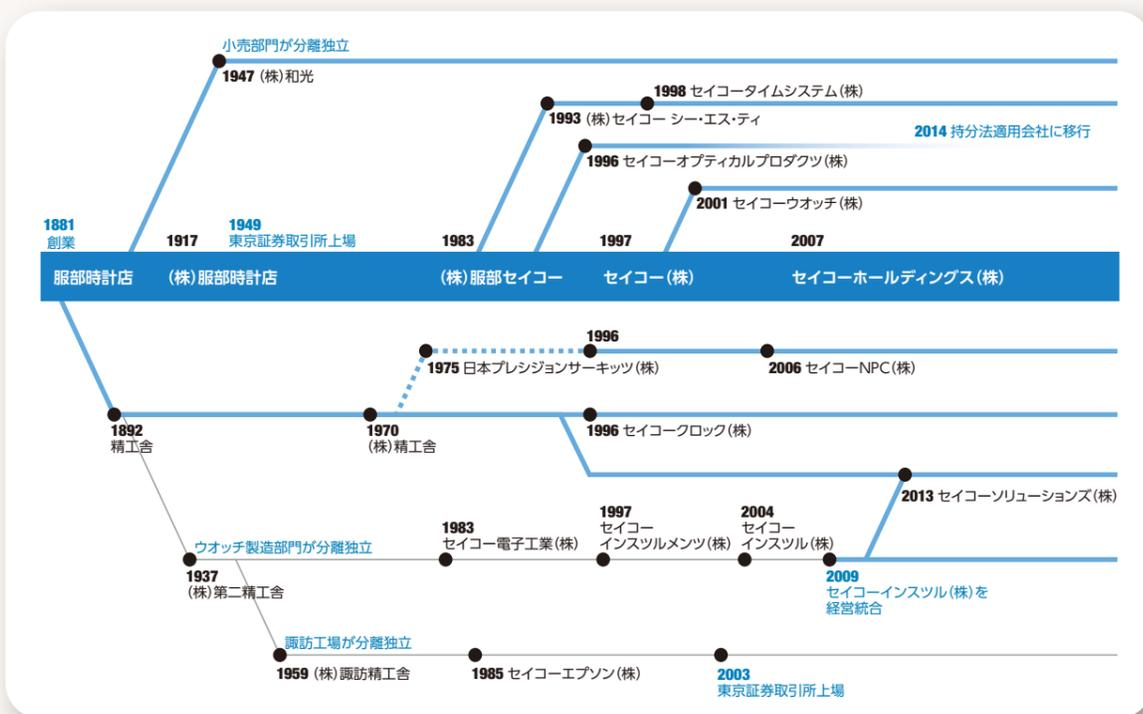 小売部門が分離独立
1947 (株)和光
1998 セイコータイムシステム(株)
1993 (株)セイコー シー・エス・ティ
2014 持分法適用会社に移行
1996 セイコーオプティカルプロダクツ(株)
2001 セイコーウオッチ(株)
1881
創業
1917
1949
東京証券取引所上場
1983
1997
2007
服部時計店
(株)服部時計店
(株)服部セイコー
セイコー(株)
セイコーホールディングス(株)
1996
1975 日本プレシジョンサーキッツ(株)
2006 セイコーNPC(株)
1892
精工舎
1970
(株)精工舎
1996 セイコークロック(株)
2013 セイコーソリューションズ(株)
ウオッチ製造部門が分離独立
1937
(株)第二精工舎
1983
セイコー電子工業(株)
1997
セイコー
インスツルメンツ(株)
2004
セイコー
インスツル(株)
2009
セイコーインスツル(株)を
経営統合
諏訪工場が分離独立
1959 (株)諏訪精工舎
1985 セイコーエプソン(株)
2003
東京証券取引所上場